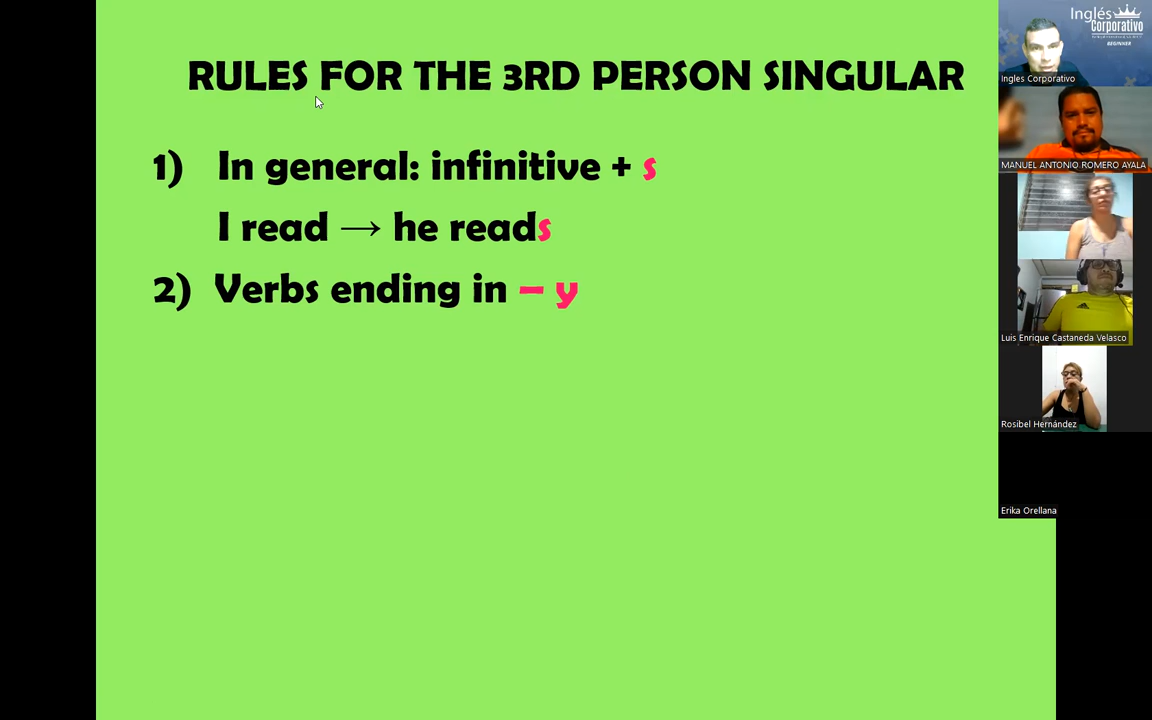 RULES FOR THE 3RD PERSON SINGULAR
1) In general: infinitive + s
I read → he reads
2) Verbs ending in – y
Inglés
Corporativo
BEGINNER
Ingles Corporativo
MANUEL ANTONIO ROMERO AYALA
Luis Enrique Castaneda Velasco
Rosibel Hernández
Erika Orellana